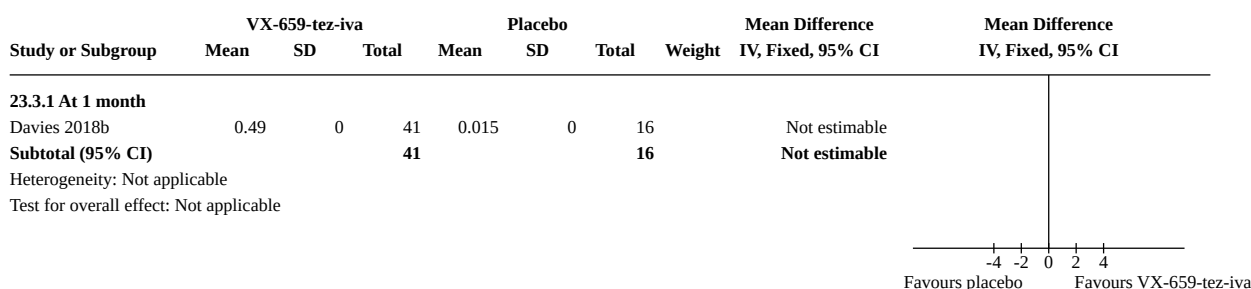 VX-659-tez-iva Placebo Mean Difference Mean Difference
Study or Subgroup Mean SD Total Mean SD Total Weight IV, Fixed, 95% CI IV, Fixed, 95% CI
23.3.1 At 1 month
Davies 2018b 0.49 0 41 0.015 0 16 Not estimable
Subtotal (95% CI) 41 16 Not estimable
Heterogeneity: Not applicable
Test for overall effect: Not applicable
-4 -2 0 2 4
Favours placebo Favours VX-659-tez-iva